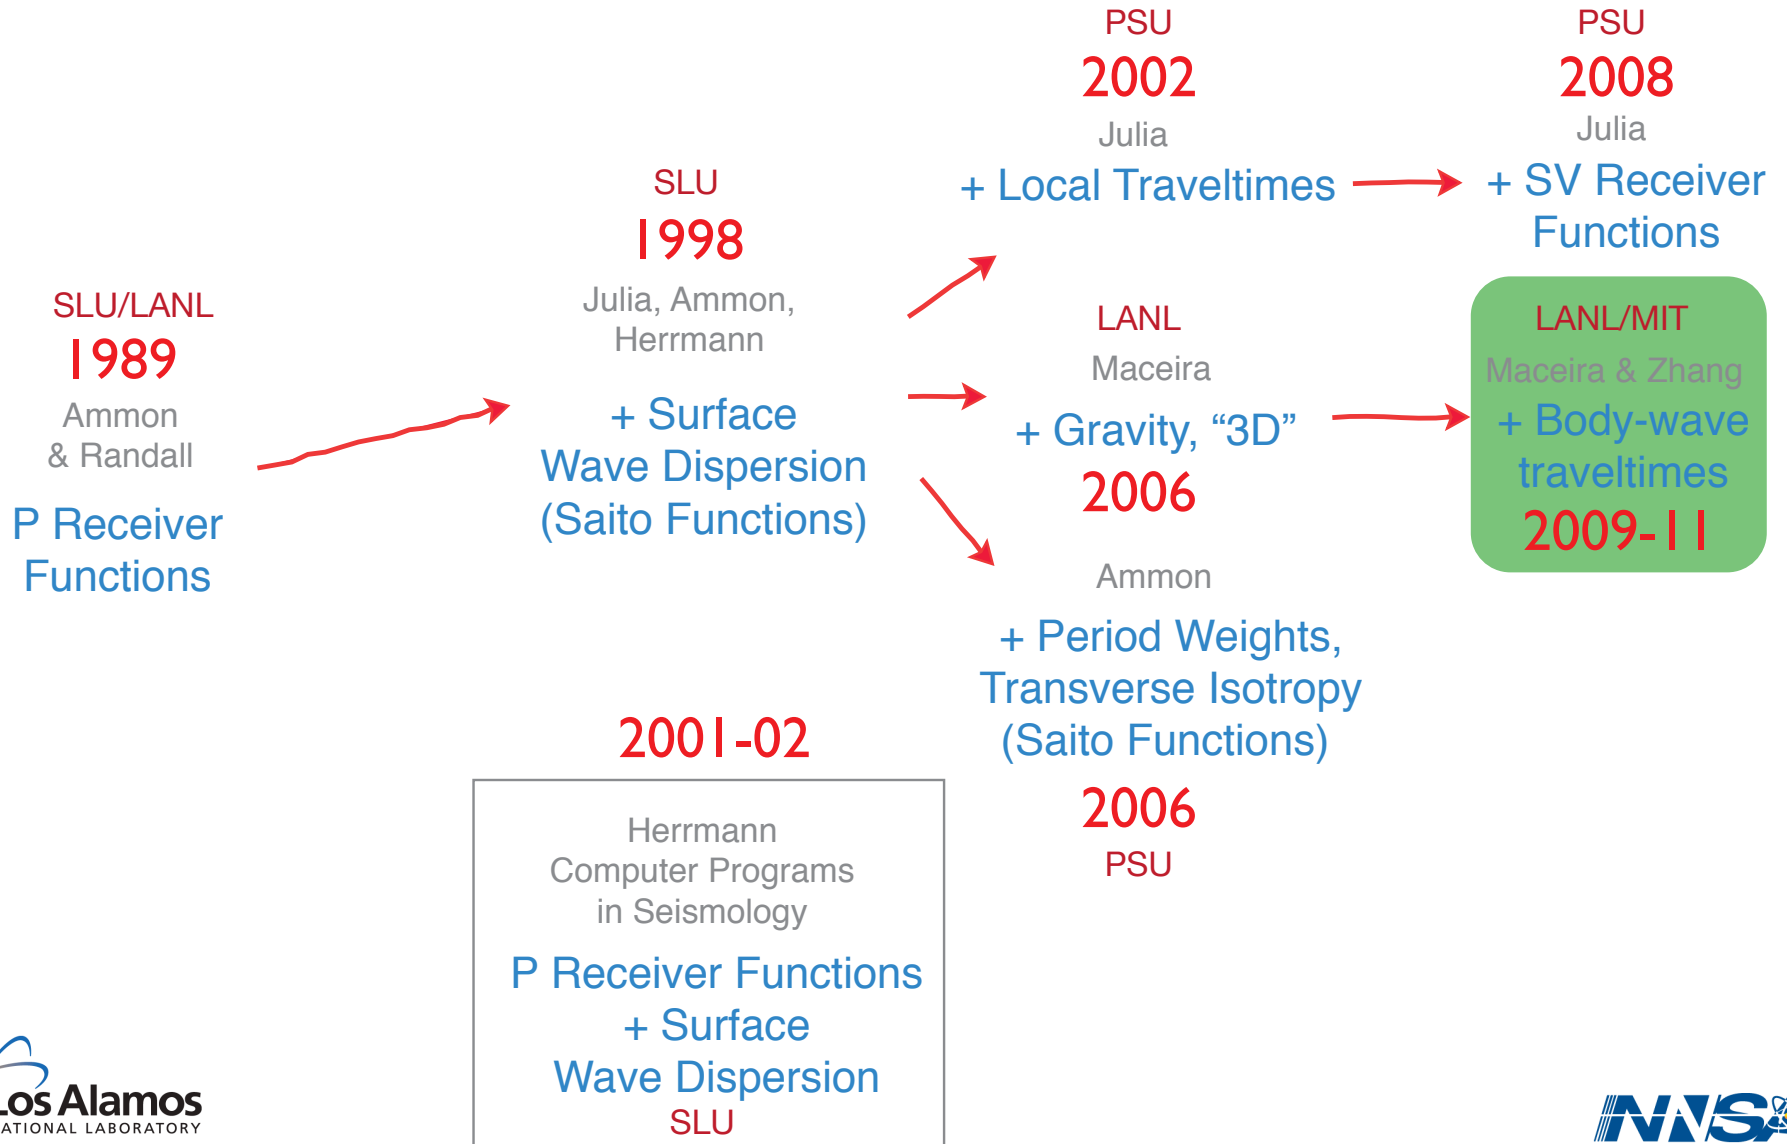 SLU/LANL
1989
Ammon
& Randall
P Receiver
Functions
SLU
1998
Julia, Ammon,
Herrmann
+ Surface
Wave Dispersion
(Saito Functions)
PSU
2002
Julia
+ Local Traveltimes
PSU
2008
Julia
+ SV Receiver
Functions
LANL
Maceira
+ Gravity, “3D”
2006
LANL/MIT
Maceira & Zhang
+ Body-wave
traveltimes
2009-11
Ammon
+ Period Weights,
Transverse Isotropy
(Saito Functions)
2006
PSU
2001-02
Herrmann
Computer Programs
in Seismology
P Receiver Functions
+ Surface
Wave Dispersion
SLU
Los Alamos
ATIONAL LABORATORY
NNS